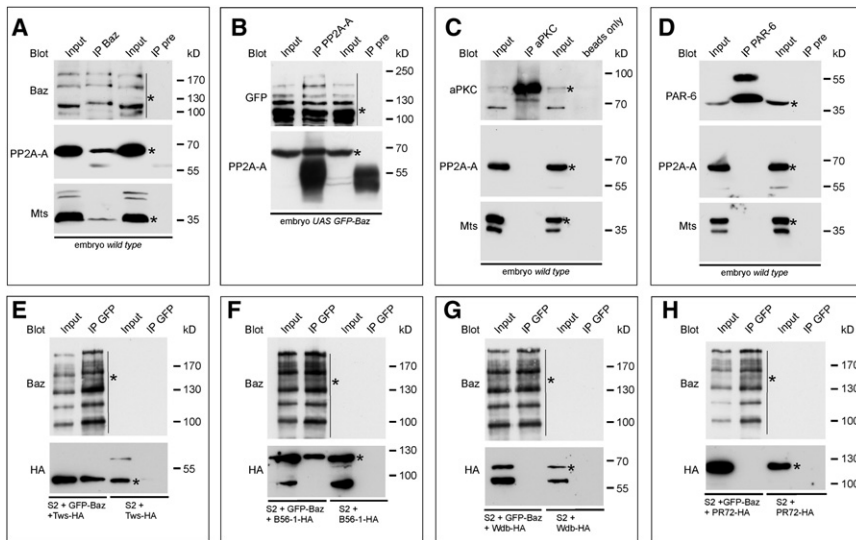 A
Blot Input IP Baz Input IP pre kD
Baz
170
130
100
*
PP2A-A
70
55
*
Mts
35
*
embryo wild type
B
Blot Input IP PP2A-A Input IP pre kD
GFP
250
130
100
*
PP2A-A
70
55
*
embryo UAS GFP-Baz
C
Blot Input IP aPKC Input beads only kD
aPKC
100
70
*
PP2A-A
70
55
*
Mts
35
*
embryo wild type
D
Blot Input IP PAR-6 Input IP pre kD
PAR-6
55
35
*
PP2A-A
70
55
*
Mts
35
*
embryo wild type
E
Blot Input IP GFP Input IP GFP kD
Baz
170
130
100
*
HA
55
*
S2 + GFP-Baz
+Tws-HA
S2 +
Tws-HA
F
Blot Input IP GFP Input IP GFP kD
Baz
170
130
100
*
HA
130
100
*
S2 + GFP-Baz
+ B56-1-HA
S2 +
B56-1-HA
G
Blot Input IP GFP Input IP GFP kD
Baz
170
130
100
*
HA
70
55
*
S2 + GFP-Baz
+ Wdb-HA
S2 +
Wdb-HA
H
Blot Input IP GFP Input IP GFP kD
Baz
170
130
100
*
HA
130
100
*
S2 +GFP-Baz
+ PR72-HA
S2 +
PR72-HA